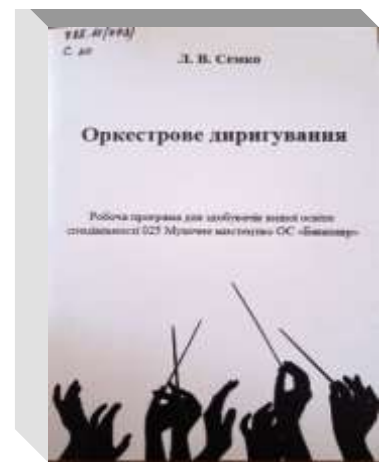 Л. В. Семко
Оркестрове диригування
Робоча програма для здобувачів вищої освіти
спеціальності 025 Музичне мистецтво ОС «Бакалавр»